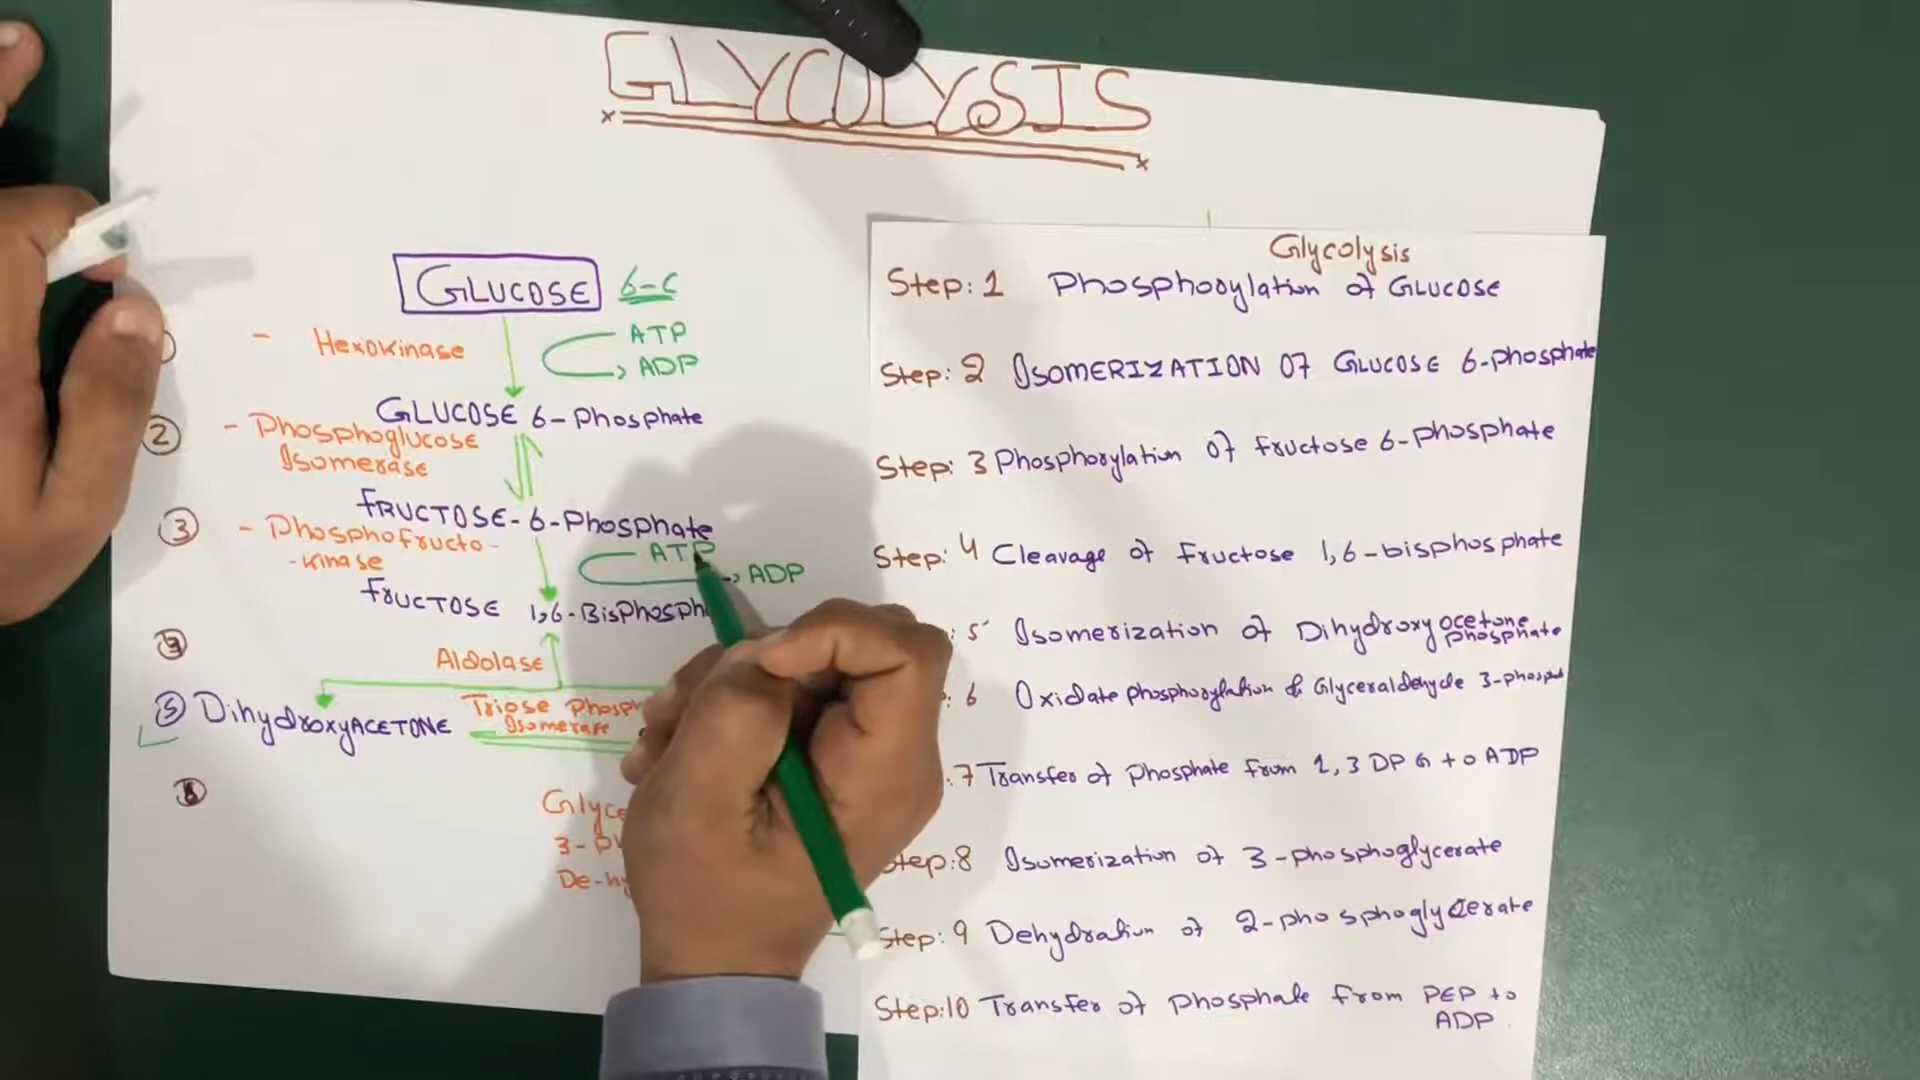 GLYCOLYSIS
GLUCOSE 6-C
- Hexokinase
ATP
ADP
GLUCOSE 6-Phosphate
2 - Phosphoglucose
Isomerase
FRUCTOSE-6-Phosphate
3 - Phosphofructo-
-kinase
ATP
ADP
FRUCTOSE 1,6-Bisphosph
Aldolase
5 DihydroxyACETONE
Triose Phosph
Isomerase
Glyce
3-
De-hy
Glycolysis
Step: 1 Phosphorylation of GLUCOSE
Step: 2 ISOMERIZATION OF GLUCOSE 6-phosphate
Step: 3 Phosphorylation of Fructose 6-phosphate
Step: 4 Cleavage of Fructose 1,6-bisphosphate
: 5 Isomerization of Dihydroxy acetone
phosphate
: 6 Oxidate phosphorylation of Glyceraldehyde 3-phosphat
: 7 Transfer of phosphate from 1,3 DPG to ADP
Step: 8 Isomerization of 3-phosphoglycerate
Step: 9 Dehydration of 2-phosphoglycerate
Step: 10 Transfer of phosphate from PEP to
ADP